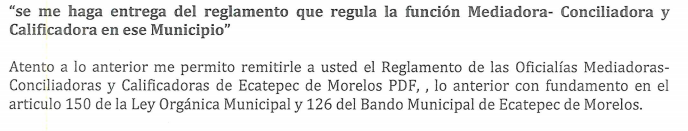 "se me haga entrega del reglamento que regula la función Mediadora- Conciliadora y
Calificadora en ese Municipio"
Atento a lo anterior me permito remitirle a usted el Reglamento de las Oficialías Mediadoras-
Conciliadoras y Calificadoras de Ecatepec de Morelos PDF, , lo anterior con fundamento en el
articulo 150 de la Ley Orgánica Municipal y 126 del Bando Municipal de Ecatepec de Morelos.